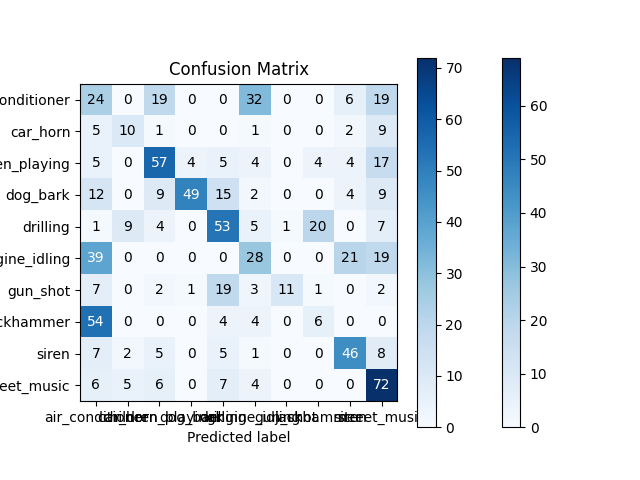 Confusion Matrix
onditioner 24 0 19 0 0 32 0 0 6 19
car_horn 5 10 1 0 0 1 0 0 2 9
en_playing 5 0 57 4 5 4 0 4 4 17
dog_bark 12 0 9 49 15 2 0 0 4 9
drilling 1 9 4 0 53 5 1 20 0 7
gine_idling 39 0 0 0 0 28 0 0 21 19
gun_shot 7 0 2 1 19 3 11 1 0 2
ckhammer 54 0 0 0 4 4 0 6 0 0
siren 7 2 5 0 5 1 0 0 46 8
eet_music 6 5 6 0 7 4 0 0 0 72
Predicted label
70
60
50
40
30
20
10
0
60
50
40
30
20
10
0